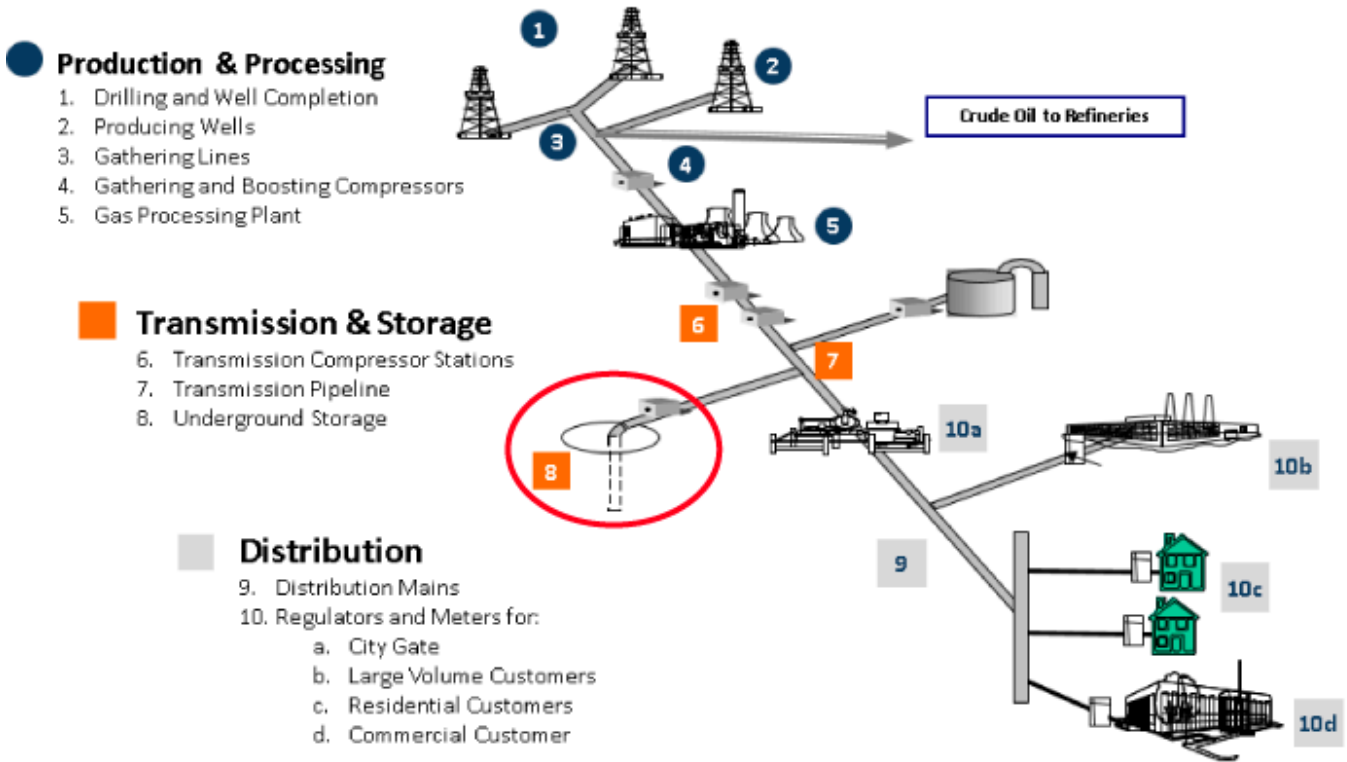 Production & Processing
1. Drilling and Well Completion
2. Producing Wells
3. Gathering Lines
4. Gathering and Boosting Compressors
5. Gas Processing Plant
1
2
3
4
5
Crude Oil to Refineries
Transmission & Storage
6. Transmission Compressor Stations
7. Transmission Pipeline
8. Underground Storage
6
7
8
Distribution
9. Distribution Mains
10. Regulators and Meters for:
a. City Gate
b. Large Volume Customers
c. Residential Customers
d. Commercial Customer
10a
10b
9
10c
10d